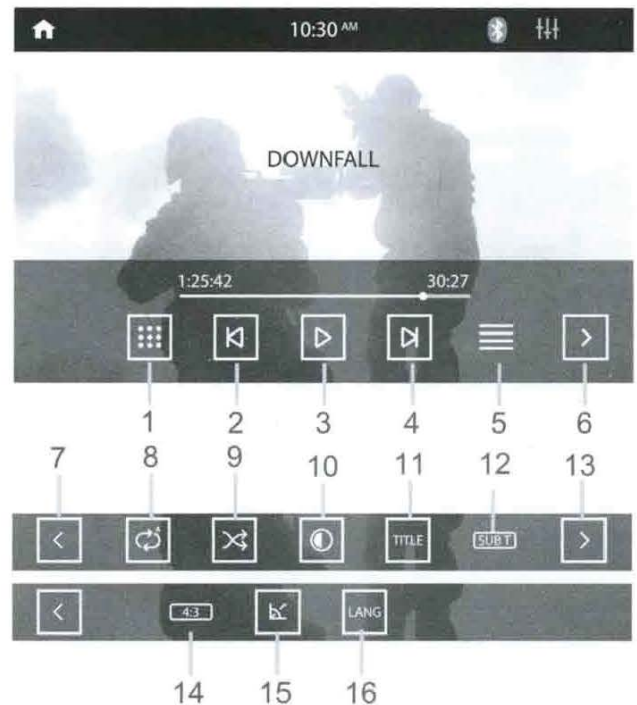 10:30 AM
DOWNFALL
1:25:42 30:27
1 2 3 4 5 6
7 8 9 10 11 12 13
A
TITLE SUB T
4:3 LANG
14 15 16